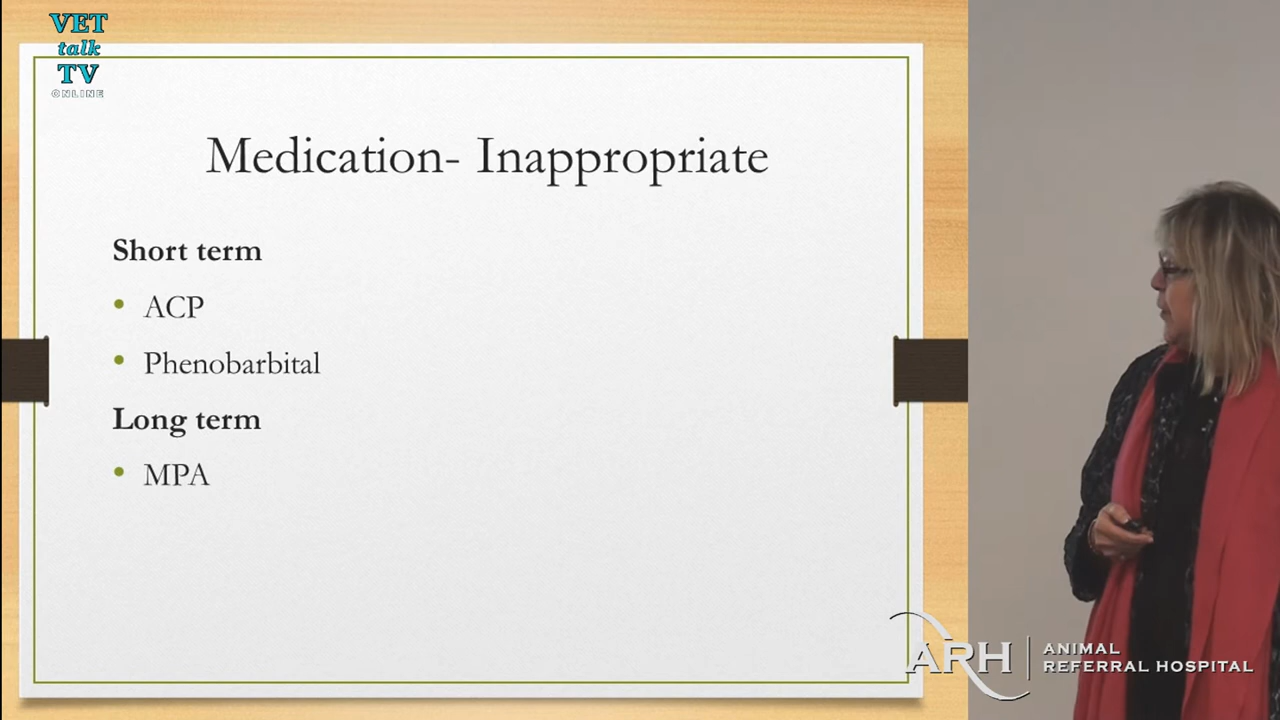 VET
talk
TV
ONLINE
Medication- Inappropriate
Short term
• ACP
• Phenobarbital
Long term
• MPA
ARH
ANIMAL
REFERRAL HOSPITAL